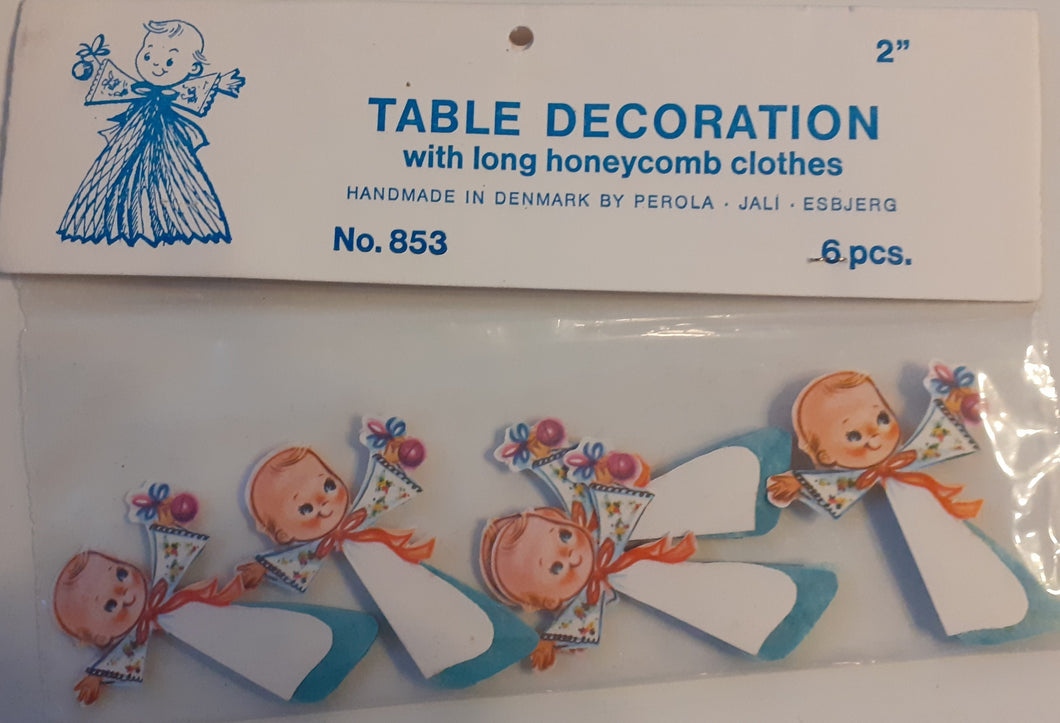 2”
TABLE DECORATION
with long honeycomb clothes
HANDMADE IN DENMARK BY PEROLA · JALÍ · ESBJERG
No. 853
6 pcs.